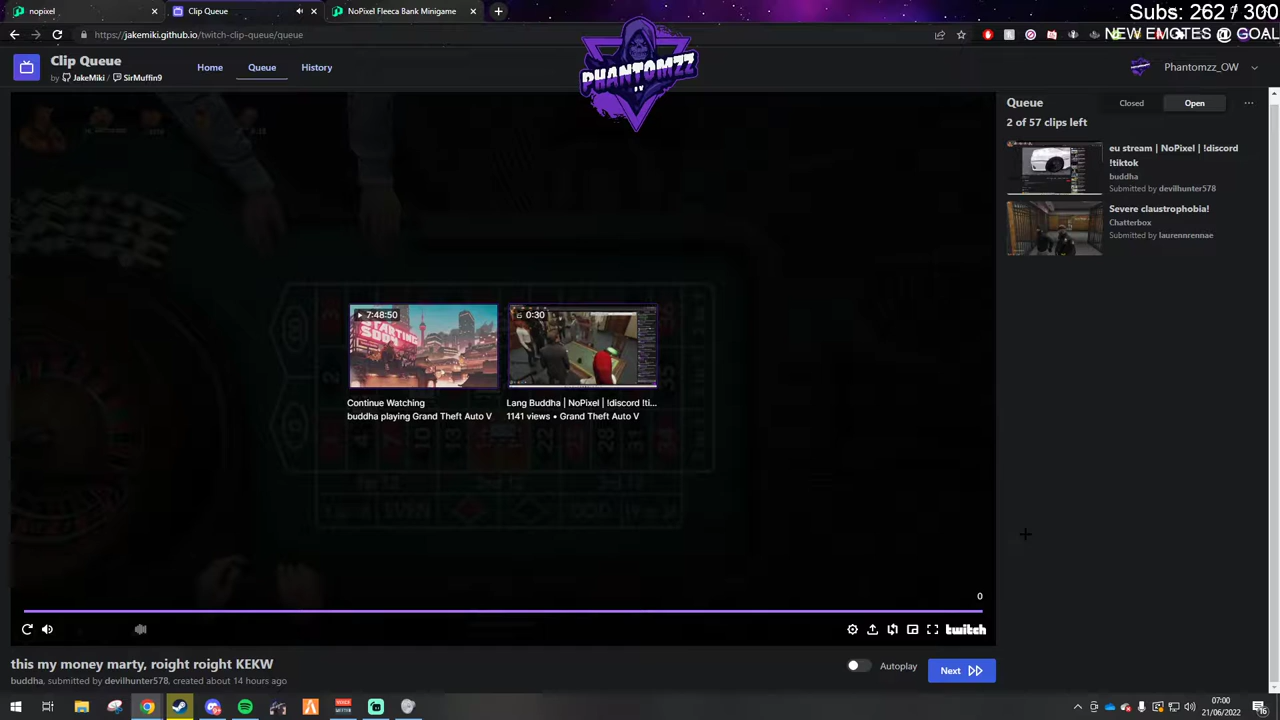 nopixel
Clip Queue
NoPixel Fleeca Bank Minigame
Subs: 262 / 300
NEW EMOTES @ GOAL
https://jakemiki.github.io/twitch-clip-queue/queue
Clip Queue
by JakeMiki / SirMuffin9
Home
Queue
History
PHANTOMZZ
OW
Phantomzz_OW
Queue
Closed
Open
2 of 57 clips left
eu stream | NoPixel | !discord
!tiktok
buddha
Submitted by devilhunter578
Severe claustrophobia!
Chatterbox
Submitted by laurennrennae
7:48:50
STARTING
SOON
0:30
Continue Watching
buddha playing Grand Theft Auto V
Lang Buddha | NoPixel | !discord !ti...
1141 views • Grand Theft Auto V
0
twitch
this my money marty, roight roight KEKW
buddha, submitted by devilhunter578, created about 14 hours ago
Autoplay
Next
07:00
21/06/2022
16